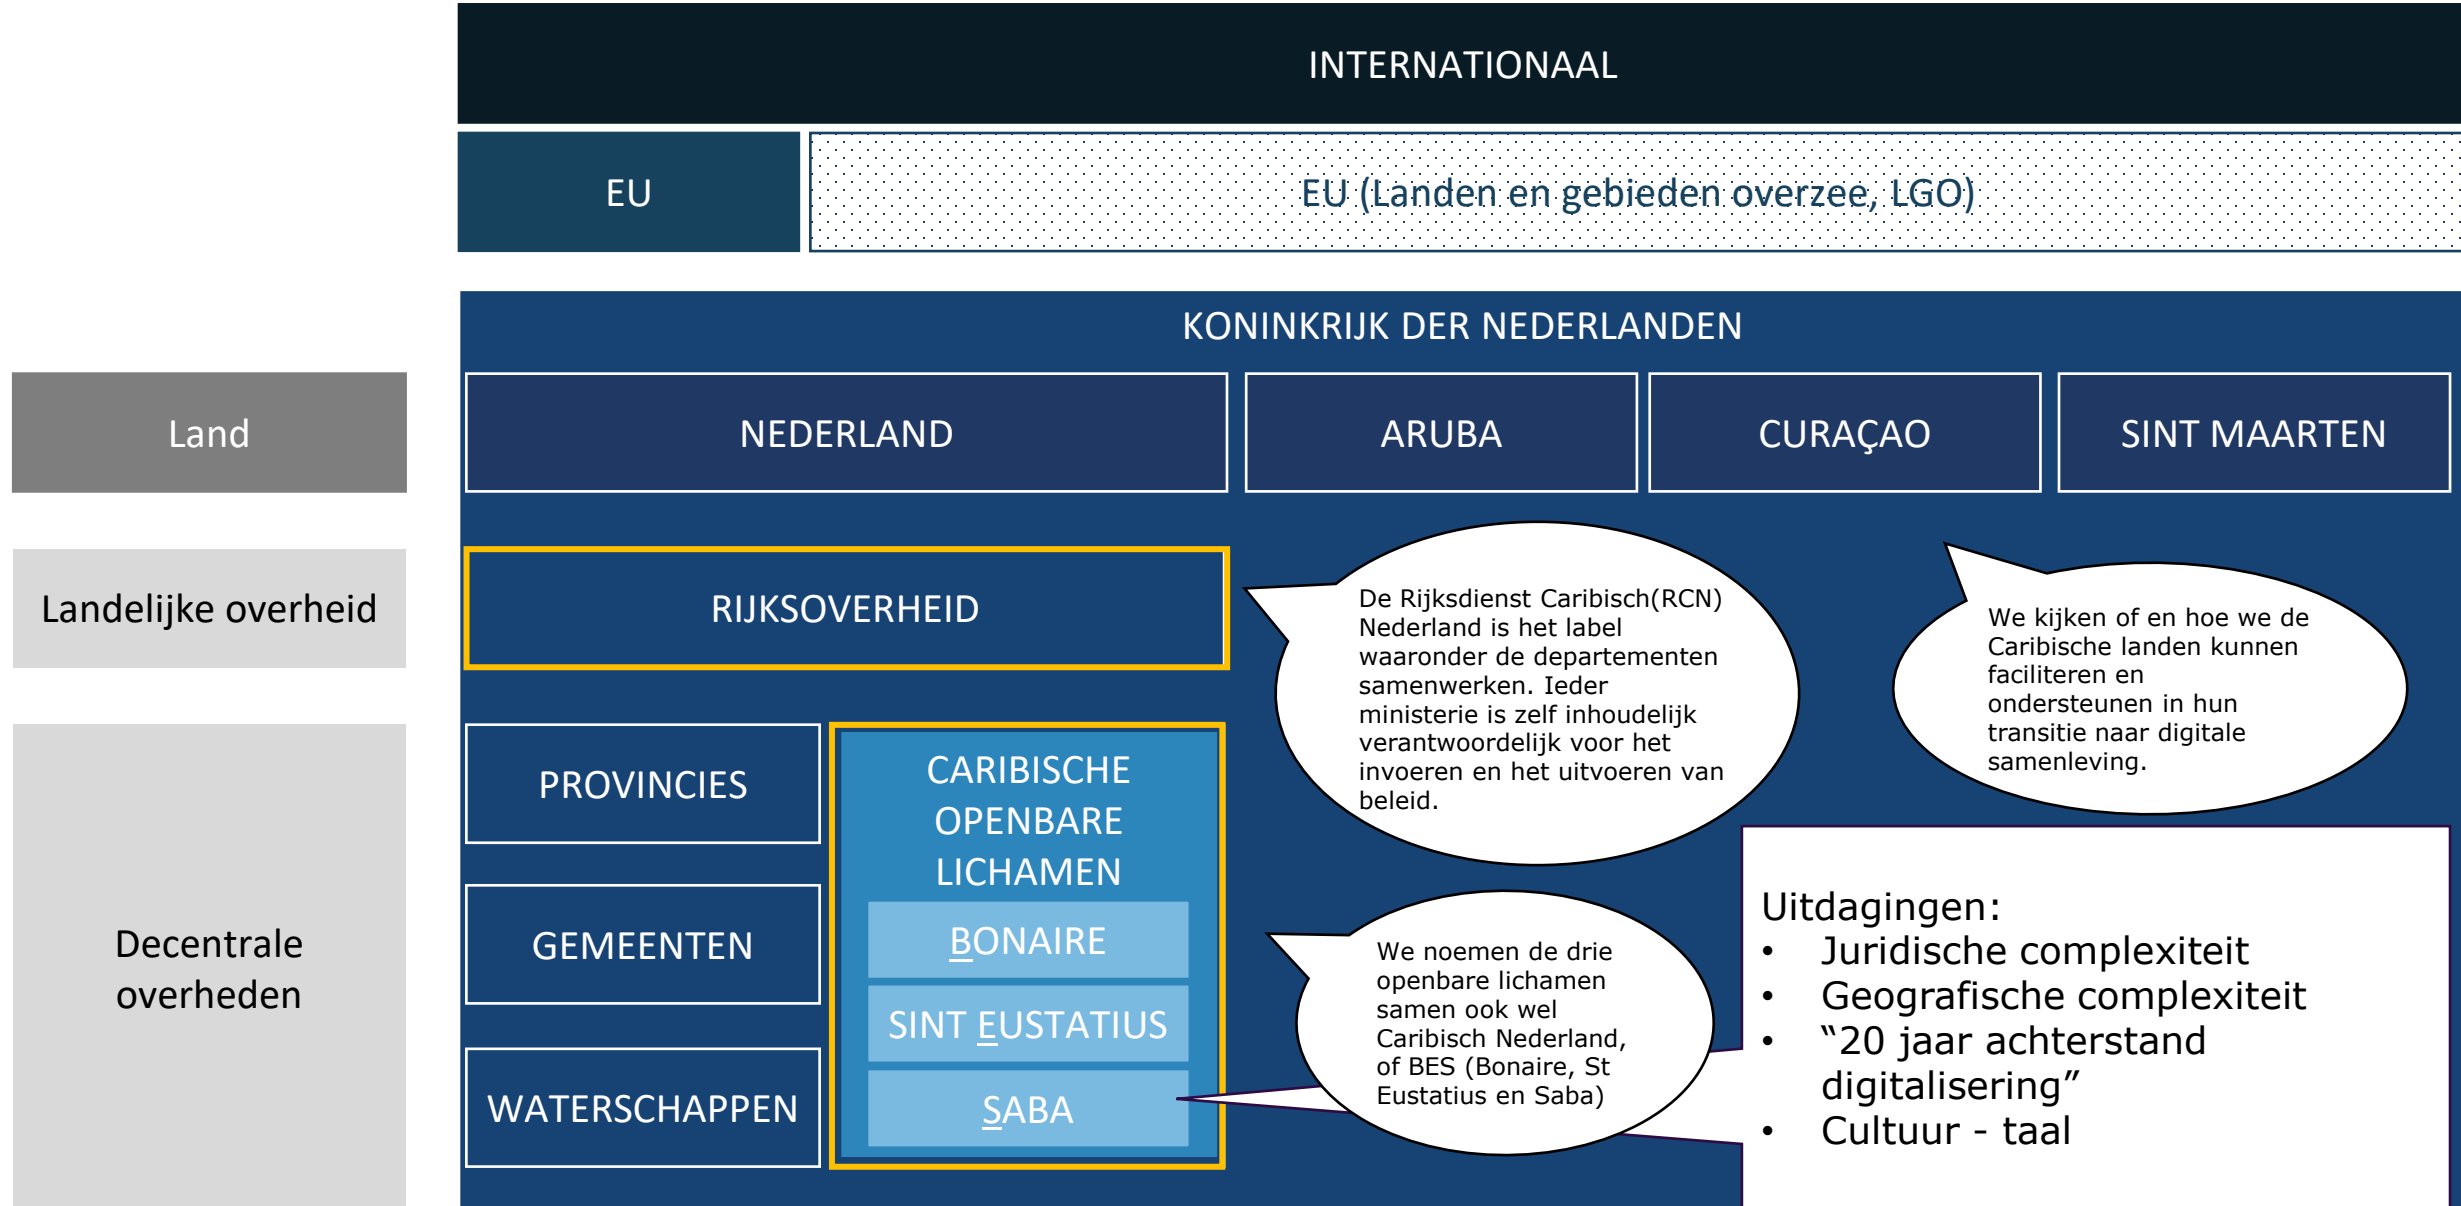 INTERNATIONAAL
EU
EU (Landen en gebieden overzee, LGO)
KONINKRIJK DER NEDERLANDEN
Land
NEDERLAND
ARUBA
CURAÇAO
SINT MAARTEN
Landelijke overheid
RIJKSOVERHEID
De Rijksdienst Caribisch(RCN)
Nederland is het label
waaronder de departementen
samenwerken. Ieder
ministerie is zelf inhoudelijk
verantwoordelijk voor het
invoeren en het uitvoeren van
beleid.
We kijken of en hoe we de
Caribische landen kunnen
faciliteren en
ondersteunen in hun
transitie naar digitale
samenleving.
Decentrale
overheden
PROVINCIES
GEMEENTEN
WATERSCHAPPEN
CARIBISCHE
OPENBARE
LICHAMEN
BONAIRE
SINT EUSTATIUS
SABA
We noemen de drie
openbare lichamen
samen ook wel
Caribisch Nederland,
of BES (Bonaire, St
Eustatius en Saba)
Uitdagingen:
• Juridische complexiteit
• Geografische complexiteit
• “20 jaar achterstand
digitalisering”
• Cultuur - taal